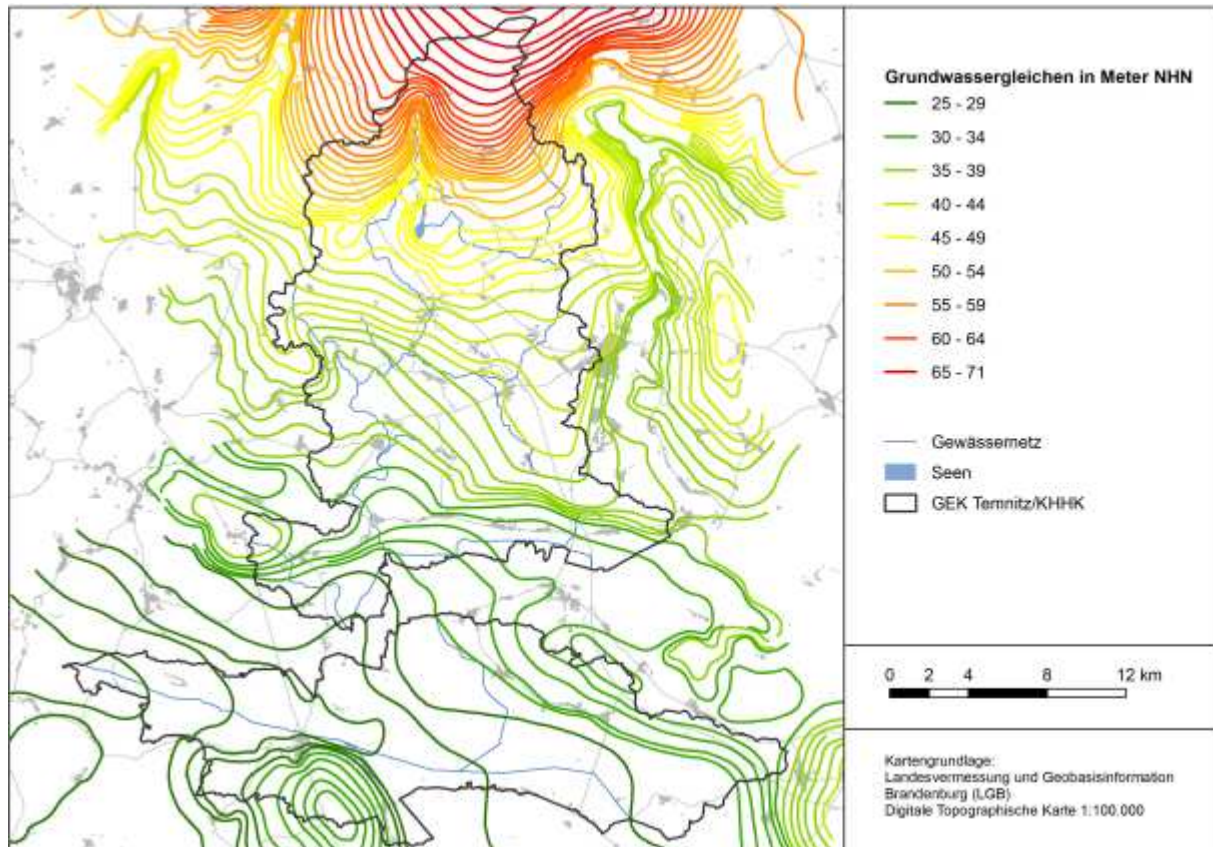 Grundwassergleichen in Meter NHN
25 - 29
30 - 34
35 - 39
40 - 44
45 - 49
50 - 54
55 - 59
60 - 64
65 - 71
Gewässernetz
Seen
GEK Temnitz/KHHK
0 2 4 8 12 km
Kartengrundlage:
Landesvermessung und Geobasisinformation
Brandenburg (LGB)
Digitale Topographische Karte 1:100.000